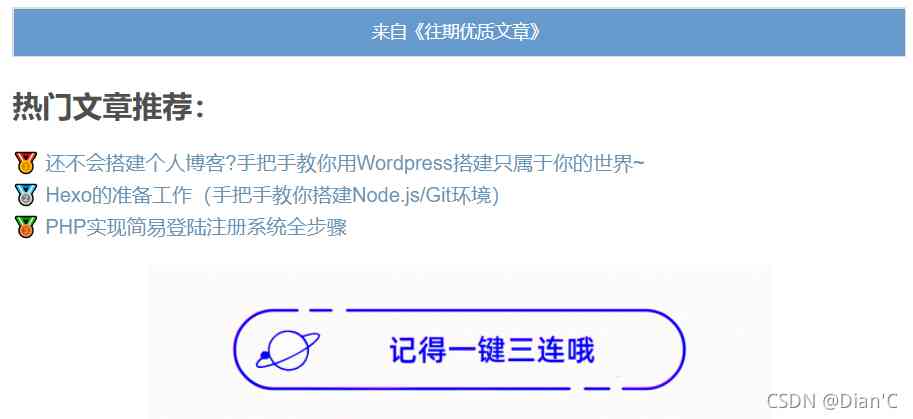 来自《往期优质文章》
热门文章推荐：
还不会搭建个人博客?手把手教你用Wordpress搭建只属于你的世界~
Hexo的准备工作（手把手教你搭建Node.js/Git环境）
PHP实现简易登陆注册系统全步骤
记得一键三连哦
CSDN @Dian'C